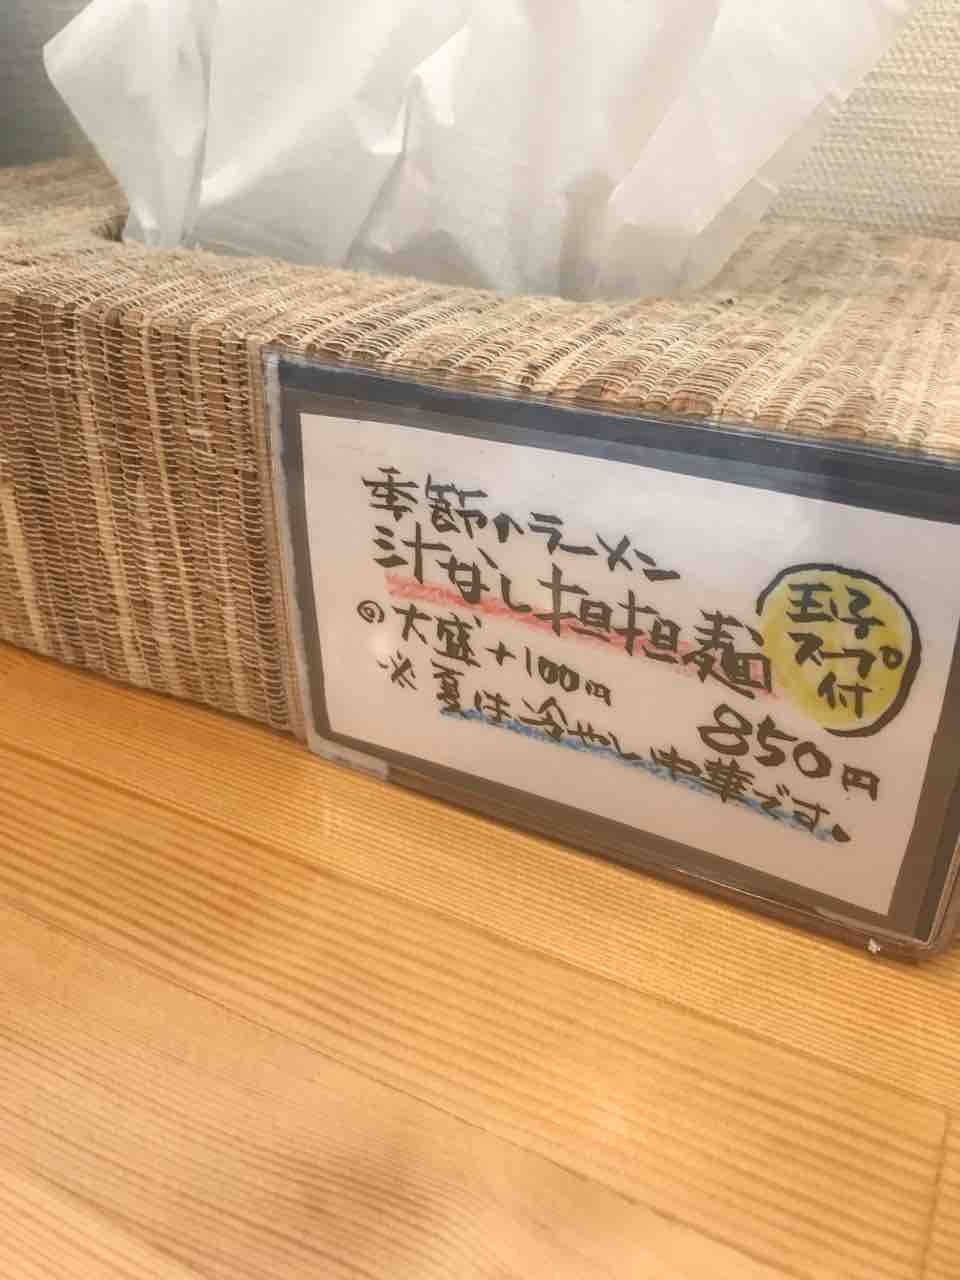 季節のラーメン
汁なし担担麺
850円
玉子
スープ
付
◎大盛+100円
※夏は冷やし中華です。